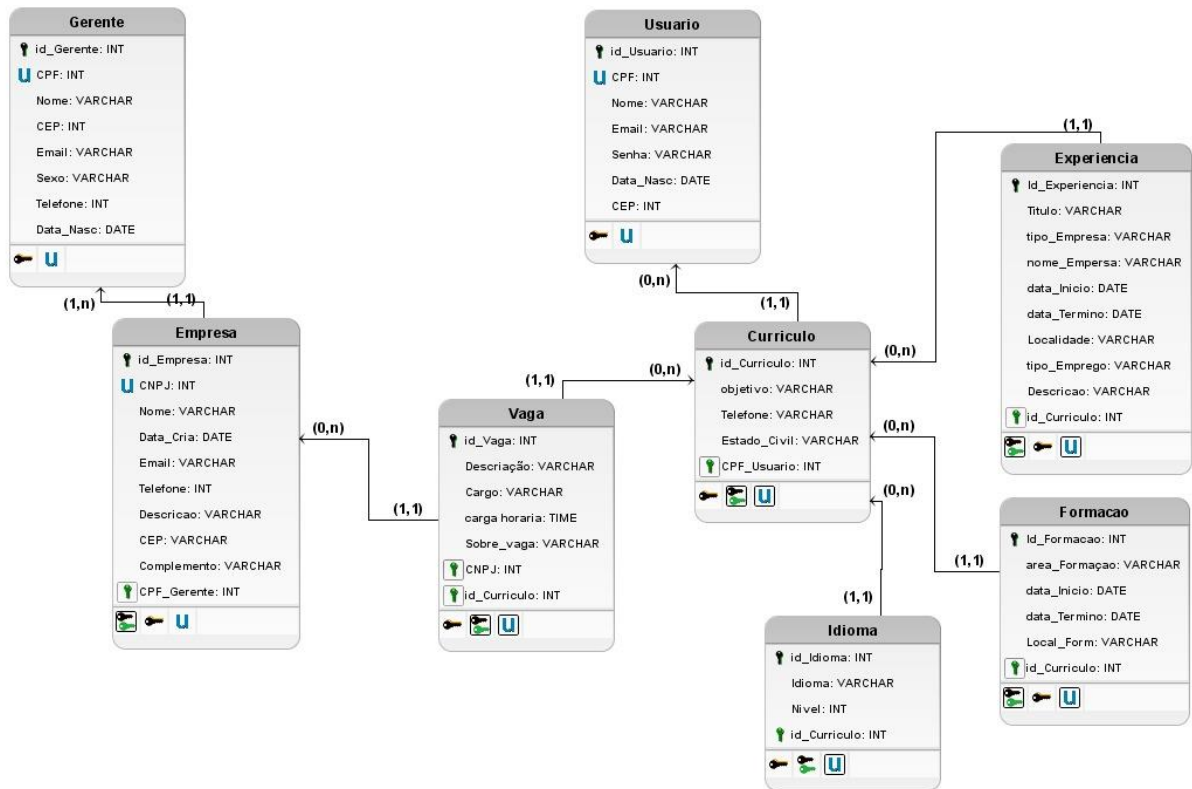 Gerente
id_Gerente: INT
U CPF: INT
Nome: VARCHAR
CEP: INT
Email: VARCHAR
Sexo: VARCHAR
Telefone: INT
Data_Nasc: DATE
U
(1,n)
(1,1)
Usuario
id_Usuario: INT
U CPF: INT
Nome: VARCHAR
Email: VARCHAR
Senha: VARCHAR
Data_Nasc: DATE
CEP: INT
U
(0,n)
(1,1)
(1,1)
Experiencia
Id_Experiencia: INT
Titulo: VARCHAR
tipo_Empresa: VARCHAR
nome_Empersa: VARCHAR
data_Inicio: DATE
data_Termino: DATE
Localidade: VARCHAR
tipo_Emprego: VARCHAR
Descricao: VARCHAR
id_Curriculo: INT
U
Empresa
id_Empresa: INT
U CNPJ: INT
Nome: VARCHAR
Data_Cria: DATE
Email: VARCHAR
Telefone: INT
Descricao: VARCHAR
CEP: VARCHAR
Complemento: VARCHAR
CPF_Gerente: INT
U
(0,n)
(1,1)
(1,1)
(0,n)
Vaga
id_Vaga: INT
Descriação: VARCHAR
Cargo: VARCHAR
carga horaria: TIME
Sobre_vaga: VARCHAR
CNPJ: INT
id_Curriculo: INT
U
Curriculo
id_Curriculo: INT
objetivo: VARCHAR
Telefone: VARCHAR
Estado_Civil: VARCHAR
CPF_Usuario: INT
U
(0,n)
(0,n)
(0,n)
(1,1)
(1,1)
Formacao
Id_Formacao: INT
area_Formaçao: VARCHAR
data_Inicio: DATE
data_Termino: DATE
Local_Form: VARCHAR
id_Curriculo: INT
U
Idioma
id_Idioma: INT
Idioma: VARCHAR
Nivel: INT
id_Curriculo: INT
U